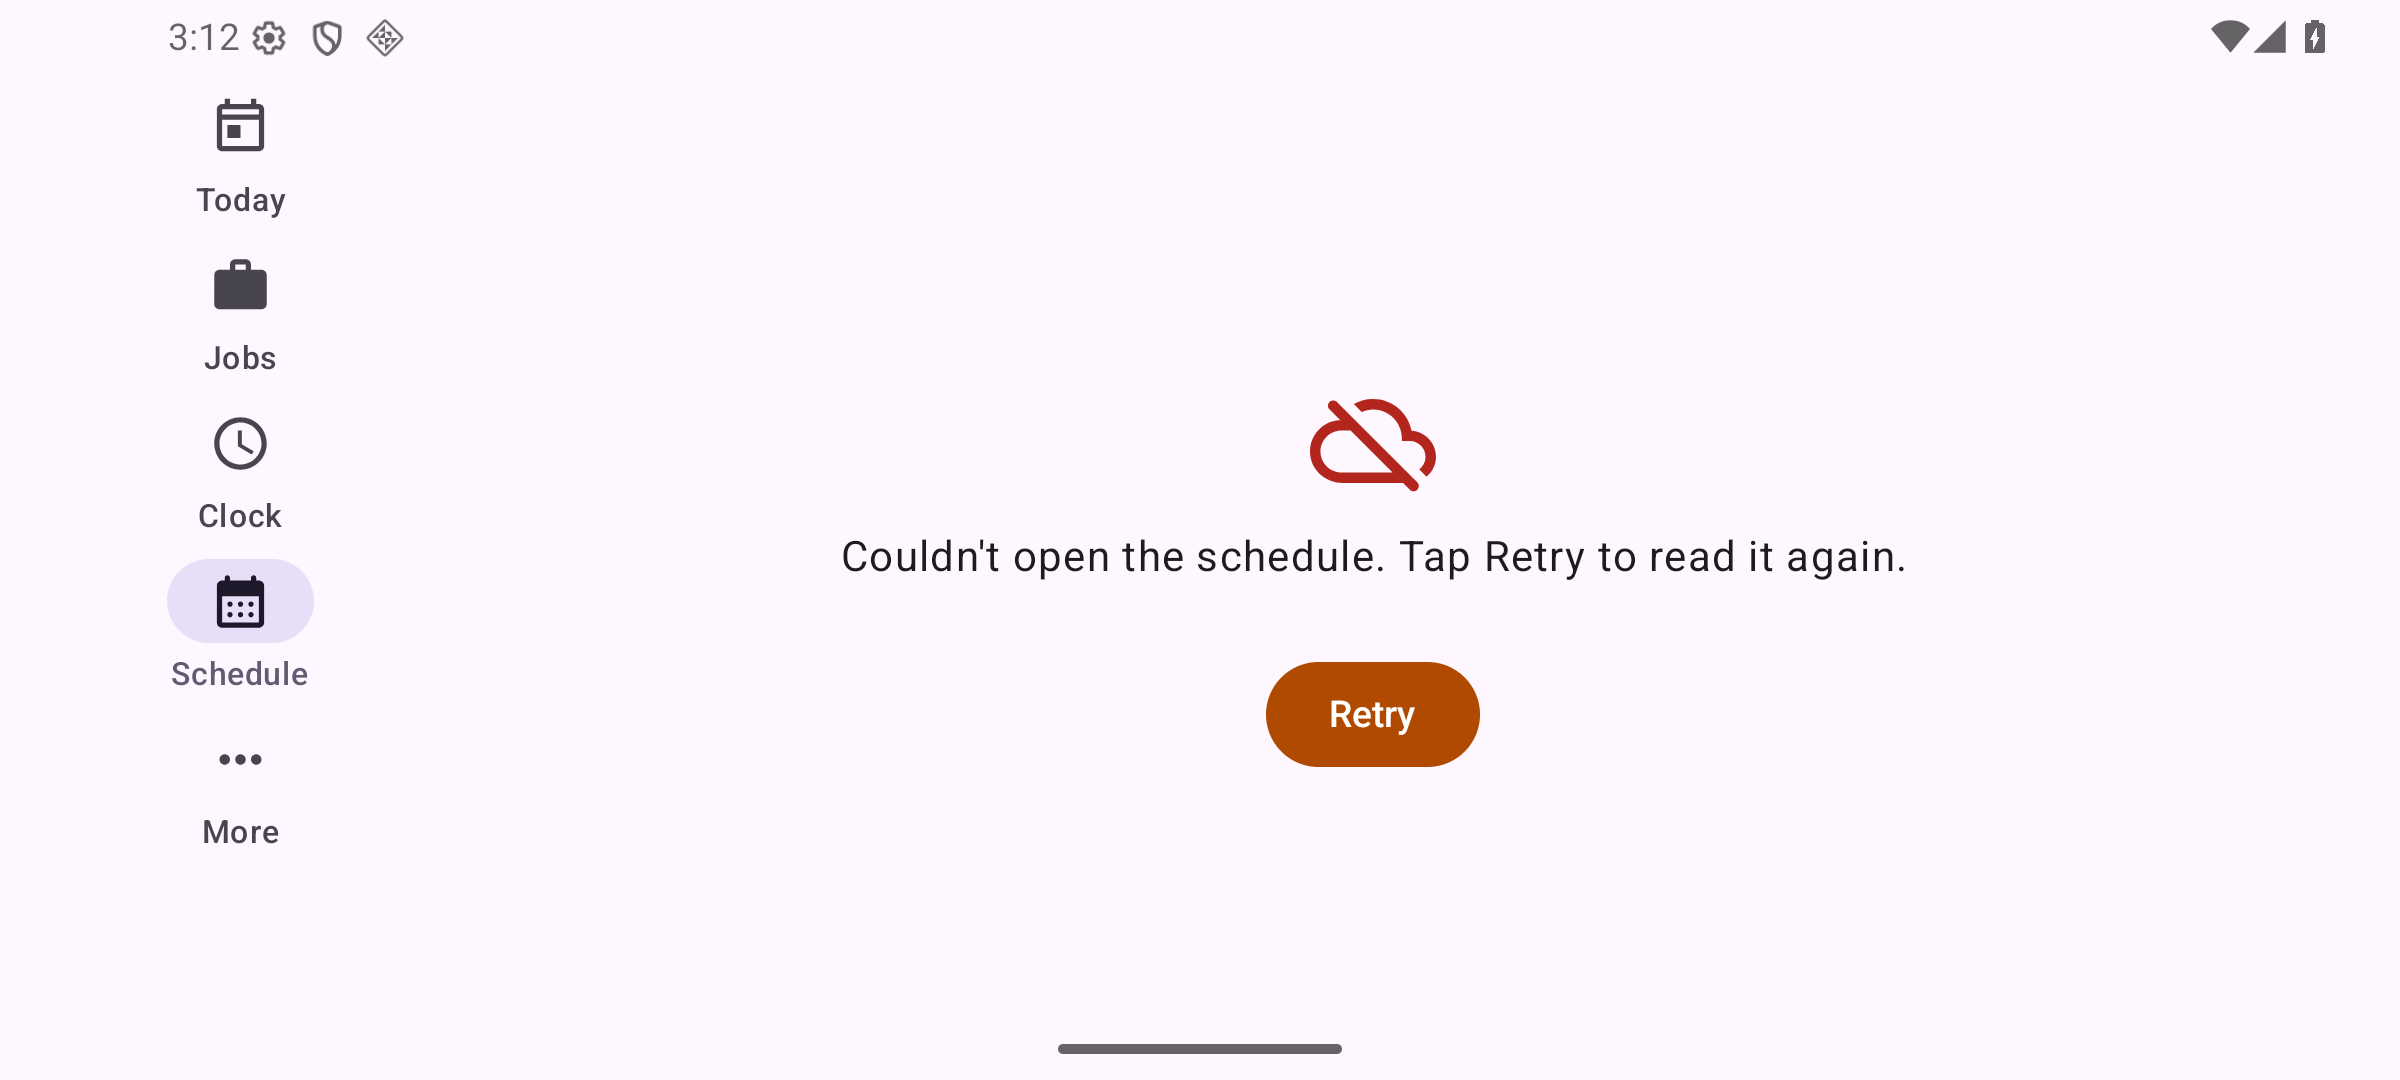 3:12
Today
Jobs
Clock
Schedule
More
Couldn't open the schedule. Tap Retry to read it again.
Retry